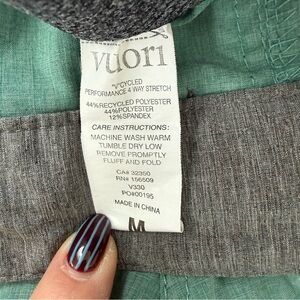 vuori
"V"CYCLED
PERFORMANCE 4 WAY STRETCH
44%RECYCLED POLYESTER
44%POLYESTER
12%SPANDEX
CARE INSTRUCTIONS:
MACHINE WASH WARM
TUMBLE DRY LOW
REMOVE PROMPTLY
FLUFF AND FOLD
CA# 32350
RN# 156509
V330
PO#00195
MADE IN CHINA
M